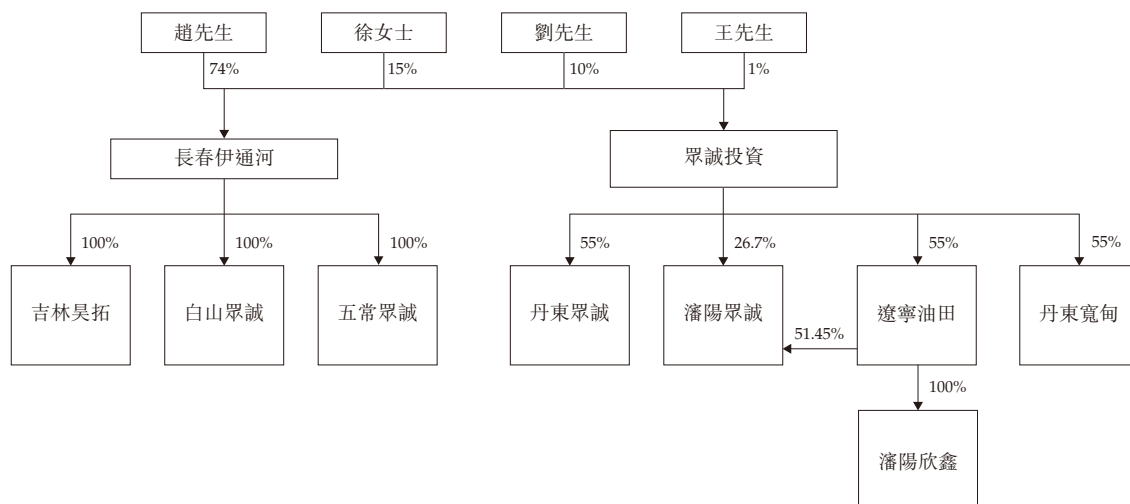 趙先生
徐女士
劉先生
王先生
74%
15%
10%
1%
長春伊通河
眾誠投資
100%
100%
100%
55%
26.7%
55%
55%
吉林昊拓
白山眾誠
五常眾誠
丹東眾誠
瀋陽眾誠
遼寧油田
丹東寬甸
51.45%
100%
瀋陽欣鑫